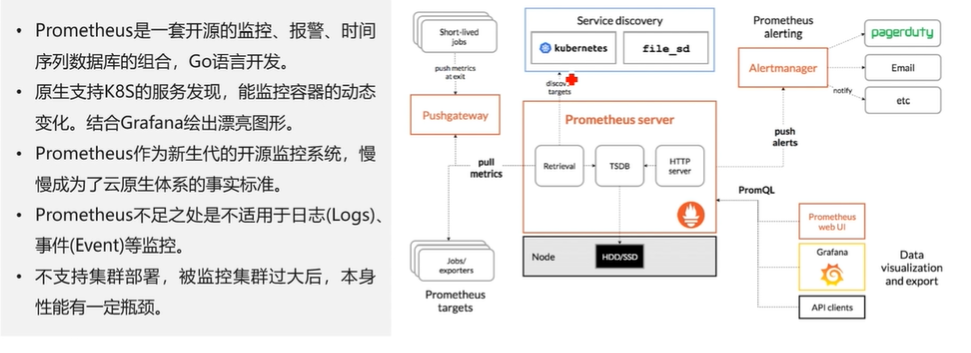 Prometheus是一套开源的监控、报警、时间
序列数据库的组合，Go语言开发。
原生支持K8S的服务发现，能监控容器的动态
变化。结合Grafana绘出漂亮图形。
Prometheus作为新生代的开源监控系统，慢
慢成为了云原生体系的事实标准。
Prometheus不足之处是不适用于日志(Logs)、
事件(Event)等监控。
不支持集群部署，被监控集群过大后，本身
性能有一定瓶颈。
Short-lived
jobs
push metrics
at exit
Pushgateway
pull
metrics
Jobs/
exporters
Prometheus
targets
Service discovery
kubernetes
file_sd
targets
Prometheus server
Retrieval
TSDB
HTTP
server
Node
HDD/SSD
Prometheus
alerting
Alertmanager
pagerduty
Email
notify
etc
push
alerts
PromQL
Prometheus
web UI
Grafana
API clients
Data
visualization
and export